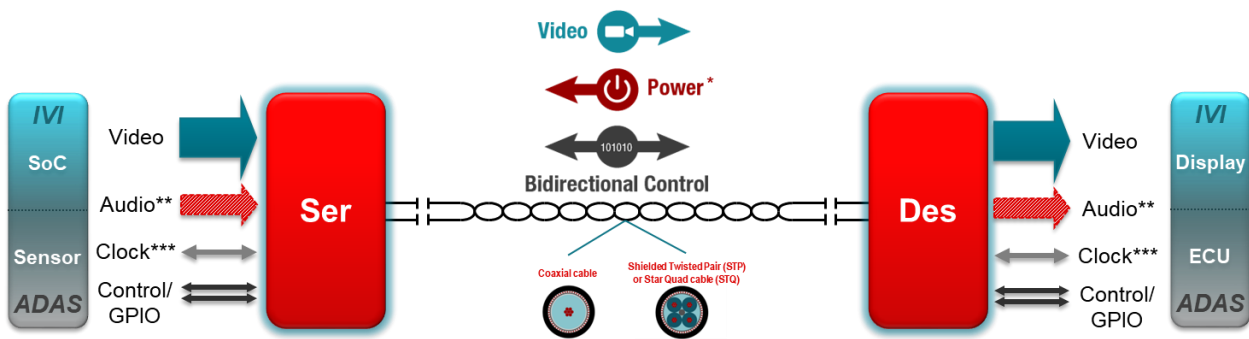 Video
Power *
101010
Bidirectional Control
IVI
SoC
Sensor
ADAS
Video
Audio**
Clock***
Control/
GPIO
Ser
Coaxial cable
Shielded Twisted Pair (STP)
or Star Quad cable (STQ)
Des
Video
Audio**
Clock***
Control/
GPIO
IVI
Display
ECU
ADAS